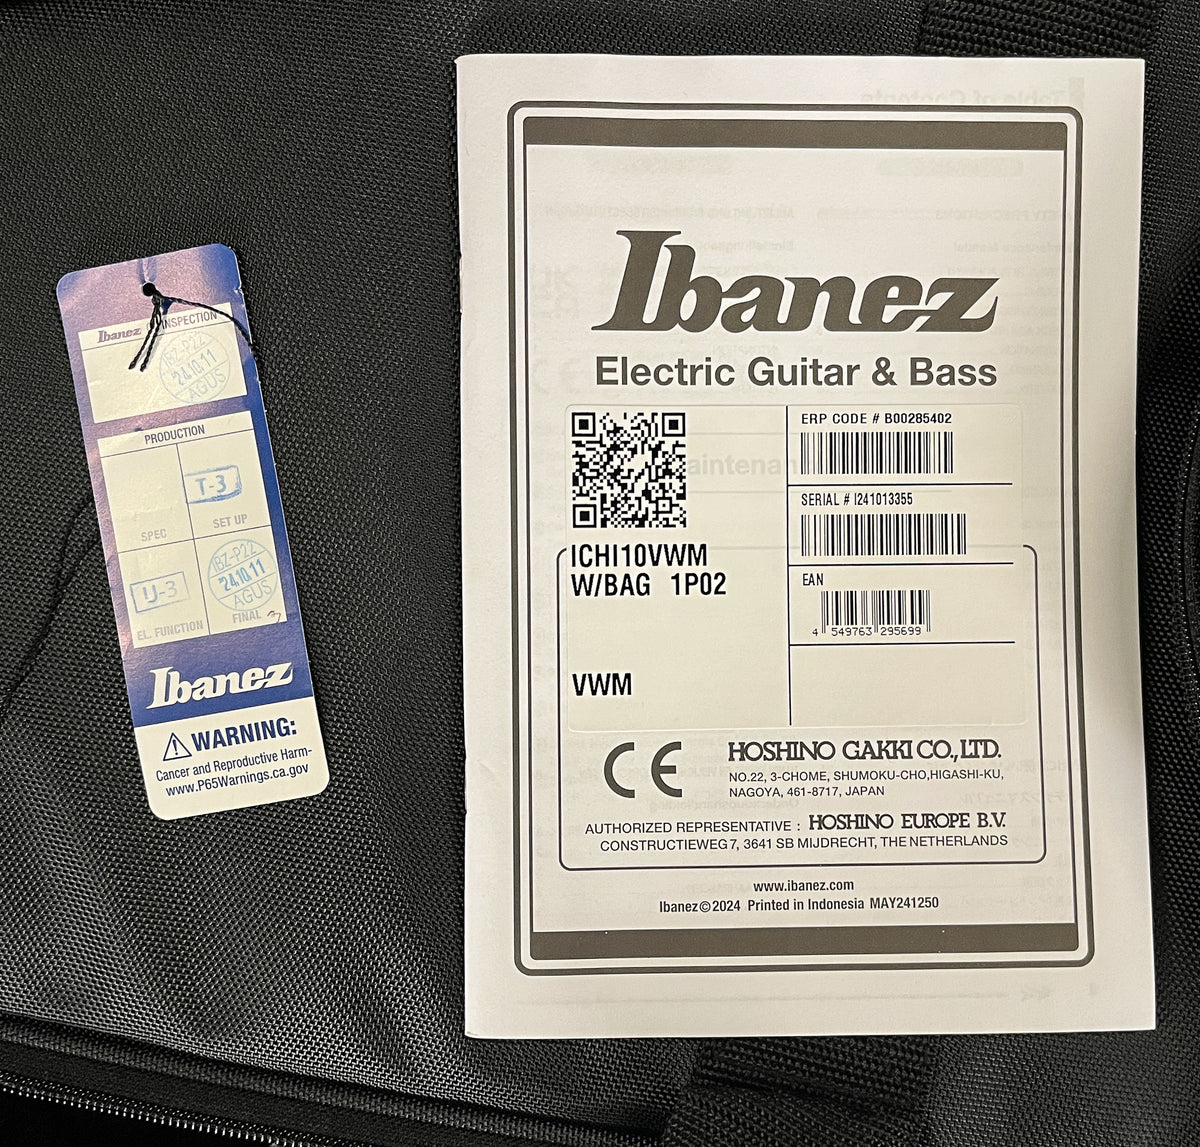 Ibanez INSPECTION
IBZ-P22
24.10.11
AGUS
PRODUCTION
T-3
SPEC
SET UP
U-3
IBZ-P22
24.10.11
AGUS
EL. FUNCTION
FINAL
Ibanez
WARNING:
Cancer and Reproductive Harm-
www.P65Warnings.ca.gov
Ibanez
Electric Guitar & Bass
ERP CODE # B00285402
SERIAL # I241013355
ICHI10VWM
W/BAG 1P02
EAN
4 549763 295699
VWM
CE
HOSHINO GAKKI CO., LTD.
NO.22, 3-CHOME, SHUMOKU-CHO,HIGASHI-KU,
NAGOYA, 461-8717, JAPAN
AUTHORIZED REPRESENTATIVE : HOSHINO EUROPE B.V.
CONSTRUCTIEWEG 7, 3641 SB MIJDRECHT, THE NETHERLANDS
www.ibanez.com
Ibanez©2024 Printed in Indonesia MAY241250